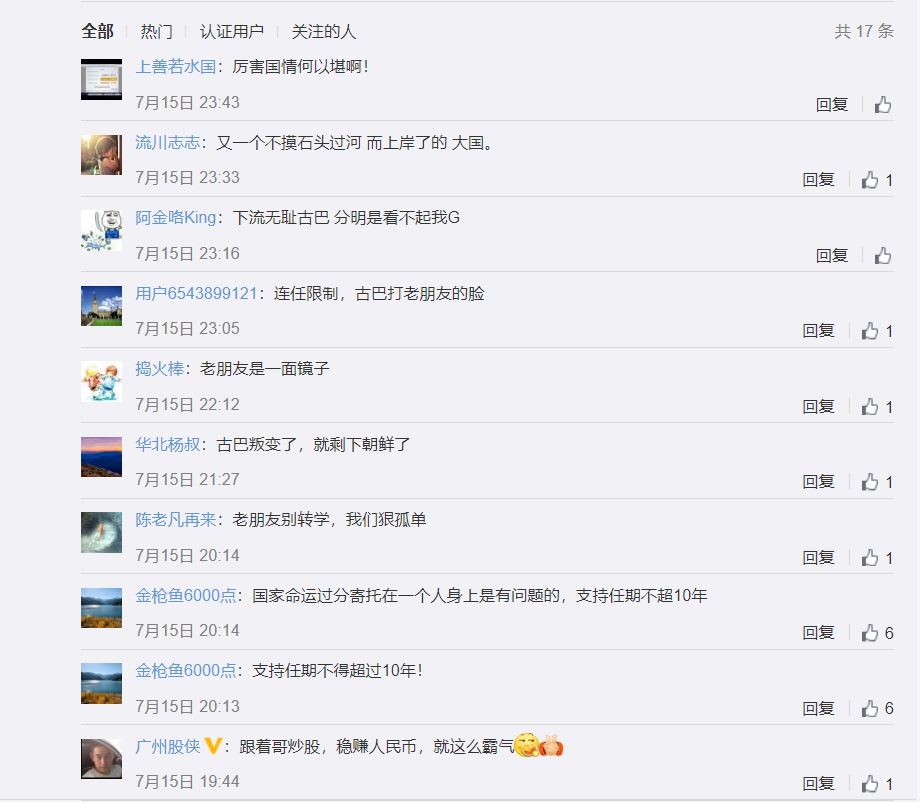 全部 热门 认证用户 关注的人 共 17 条
上善若水国：厉害国情何以堪啊！
7月15日 23:43 回复
流川志志：又一个不摸石头过河 而上岸了的 大国。
7月15日 23:33 回复 1
阿金咯King：下流无耻古巴 分明是看不起我G
7月15日 23:16 回复
用户6543899121：连任限制，古巴打老朋友的脸
7月15日 23:05 回复 1
捣火棒：老朋友是一面镜子
7月15日 22:12 回复 1
华北杨叔：古巴叛变了，就剩下朝鲜了
7月15日 21:27 回复 1
陈老凡再来：老朋友别转学，我们狠孤单
7月15日 20:14 回复 1
金枪鱼6000点：国家命运过分寄托在一个人身上是有问题的，支持任期不超10年
7月15日 20:14 回复 6
金枪鱼6000点：支持任期不得超过10年！
7月15日 20:13 回复 6
广州股侠 V：跟着哥炒股，稳赚人民币，就这么霸气
7月15日 19:44 回复 1